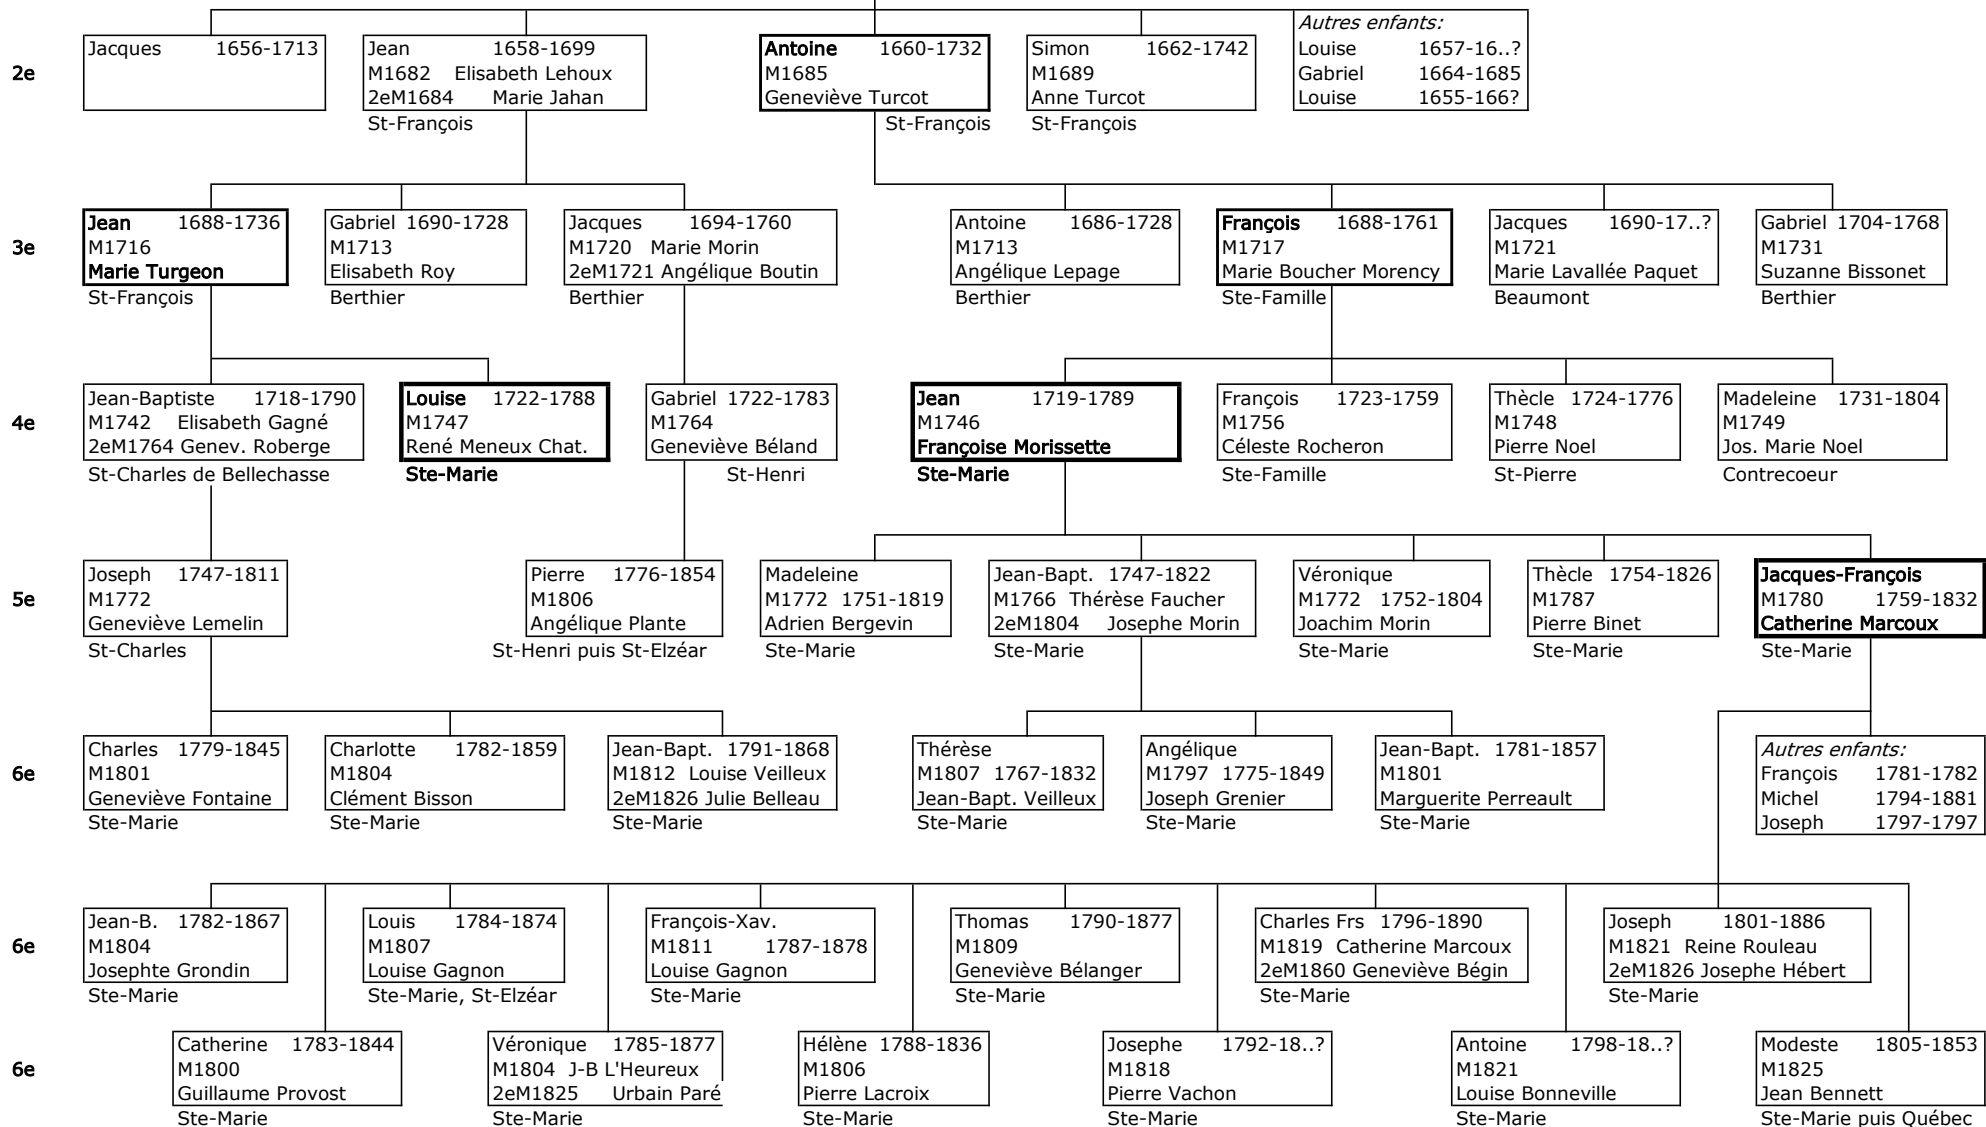 2e
Jacques 1656-1713
Jean 1658-1699
M1682 Elisabeth Lehoux
2eM1684 Marie Jahan
St-François
Antoine 1660-1732
M1685
Geneviève Turcot
St-François
Simon 1662-1742
M1689
Anne Turcot
St-François
Autres enfants:
Louise 1657-16..?
Gabriel 1664-1685
Louise 1655-166?
3e
Jean 1688-1736
M1716
Marie Turgeon
St-François
Gabriel 1690-1728
M1713
Elisabeth Roy
Berthier
Jacques 1694-1760
M1720 Marie Morin
2eM1721 Angélique Boutin
Berthier
Antoine 1686-1728
M1713
Angélique Lepage
Berthier
François 1688-1761
M1717
Marie Boucher Morency
Ste-Famille
Jacques 1690-17..?
M1721
Marie Lavallée Paquet
Beaumont
Gabriel 1704-1768
M1731
Suzanne Bissonet
Berthier
4e
Jean-Baptiste 1718-1790
M1742 Elisabeth Gagné
2eM1764 Genev. Roberge
St-Charles de Bellechasse
Louise 1722-1788
M1747
René Meneux Chat.
Ste-Marie
Gabriel 1722-1783
M1764
Geneviève Béland
St-Henri
Jean 1719-1789
M1746
Françoise Morissette
Ste-Marie
François 1723-1759
M1756
Céleste Rocheron
Ste-Famille
Thècle 1724-1776
M1748
Pierre Noel
St-Pierre
Madeleine 1731-1804
M1749
Jos. Marie Noel
Contrecoeur
5e
Joseph 1747-1811
M1772
Geneviève Lemelin
St-Charles
Pierre 1776-1854
M1806
Angélique Plante
St-Henri puis St-Elzéar
Madeleine
M1772 1751-1819
Adrien Bergevin
Ste-Marie
Jean-Bapt. 1747-1822
M1766 Thérèse Faucher
2eM1804 Josephe Morin
Ste-Marie
Véronique
M1772 1752-1804
Joachim Morin
Ste-Marie
Thècle 1754-1826
M1787
Pierre Binet
Ste-Marie
Jacques-François
M1780 1759-1832
Catherine Marcoux
Ste-Marie
6e
Charles 1779-1845
M1801
Geneviève Fontaine
Ste-Marie
Charlotte 1782-1859
M1804
Clément Bisson
Ste-Marie
Jean-Bapt. 1791-1868
M1812 Louise Veilleux
2eM1826 Julie Belleau
Ste-Marie
Thérèse
M1807 1767-1832
Jean-Bapt. Veilleux
Ste-Marie
Angélique
M1797 1775-1849
Joseph Grenier
Ste-Marie
Jean-Bapt. 1781-1857
M1801
Marguerite Perreault
Ste-Marie
Autres enfants:
François 1781-1782
Michel 1794-1881
Joseph 1797-1797
6e
Jean-B. 1782-1867
M1804
Josephte Grondin
Ste-Marie
Louis 1784-1874
M1807
Louise Gagnon
Ste-Marie, St-Elzéar
François-Xav.
M1811 1787-1878
Louise Gagnon
Ste-Marie
Thomas 1790-1877
M1809
Geneviève Bélanger
Ste-Marie
Charles Frs 1796-1890
M1819 Catherine Marcoux
2eM1860 Geneviève Bégin
Ste-Marie
Joseph 1801-1886
M1821 Reine Rouleau
2eM1826 Josephe Hébert
Ste-Marie
6e
Catherine 1783-1844
M1800
Guillaume Provost
Ste-Marie
Véronique 1785-1877
M1804 J-B L'Heureux
2eM1825 Urbain Paré
Ste-Marie
Hélène 1788-1836
M1806
Pierre Lacroix
Ste-Marie
Josephe 1792-18..?
M1818
Pierre Vachon
Ste-Marie
Antoine 1798-18..?
M1821
Louise Bonneville
Ste-Marie
Modeste 1805-1853
M1825
Jean Bennett
Ste-Marie puis Québec